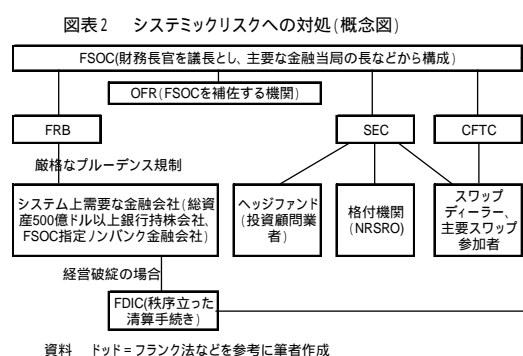 図表2 システミックリスクへの対処(概念図)
FSOC(財務長官を議長とし、主要な金融当局の長などから構成)
OFR(FSOCを補佐する機関)
FRB
SEC
CFTC
厳格なプルーデンス規制
システム上需要な金融会社(総資
産500億ドル以上銀行持株会社、
FSOC指定ノンバンク金融会社)
ヘッジファンド
(投資顧問業
者)
格付機関
(NRSRO)
スワップ
ディーラー、
主要スワップ
参加者
経営破綻の場合
FDIC(秩序立った
清算手続き)
資料 ドッド=フランク法などを参考に筆者作成